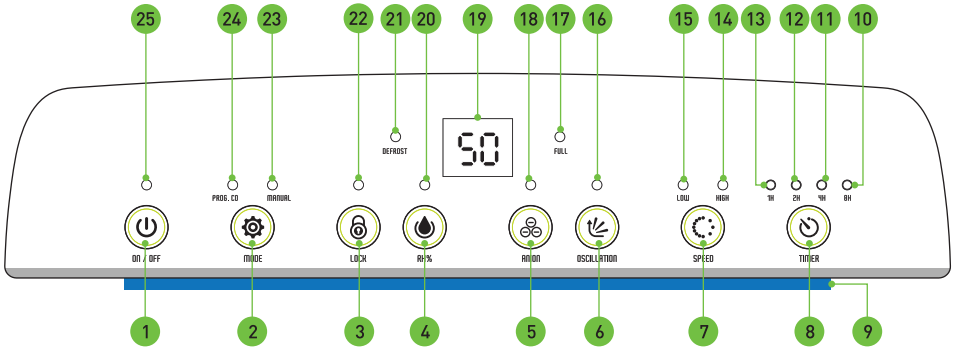 25 24 23 22 21 20 19 18 17 16 15 14 13 12 11 10
50
DEFROST FULL
PROG. CO MANUAL LOW HIGH 1H 2H 4H 8H
ON / OFF MODE LOCK RH% ANION OSCILLATION SPEED TIMER
1 2 3 4 5 6 7 8 9